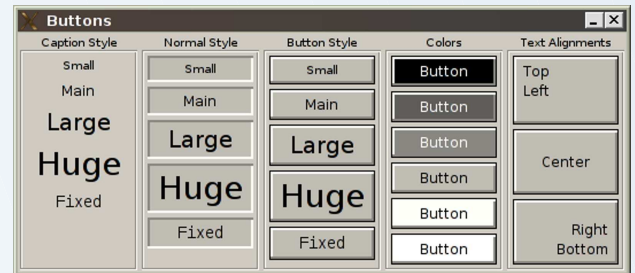 Buttons
Caption Style
Small
Main
Large
Huge
Fixed
Normal Style
Small
Main
Large
Huge
Fixed
Button Style
Small
Main
Large
Huge
Fixed
Colors
Button
Button
Button
Button
Button
Button
Text Alignments
Top
Left
Center
Right
Bottom